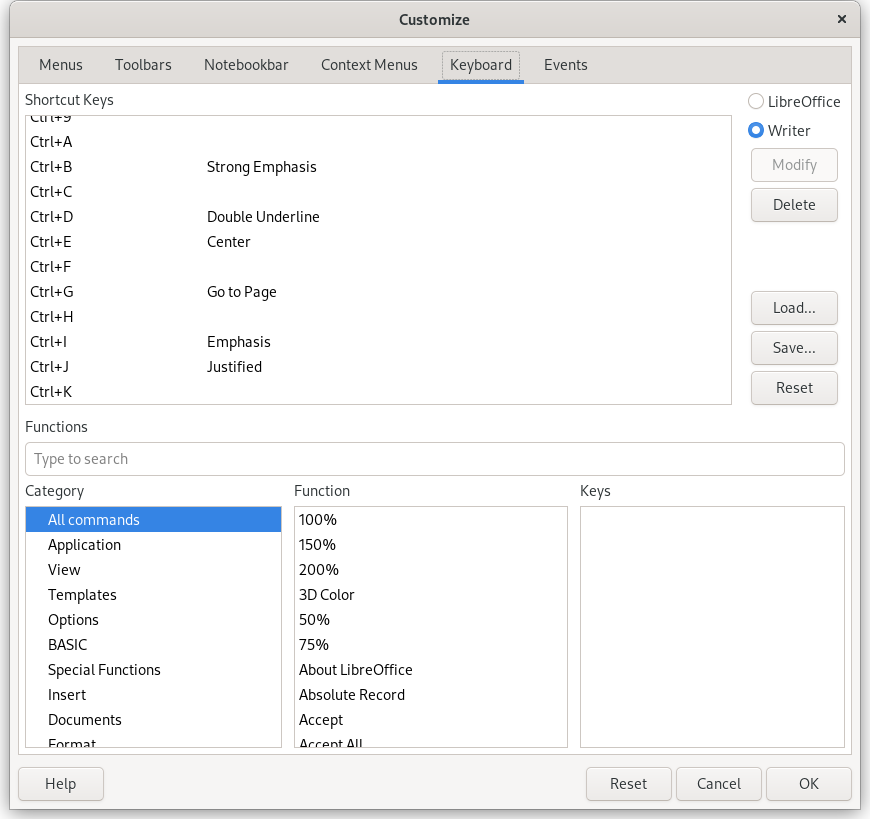 Customize
Menus Toolbars Notebookbar Context Menus Keyboard Events
Shortcut Keys
LibreOffice
Writer
Modify
Delete
Load...
Save...
Reset
Ctrl+9
Ctrl+A
Ctrl+B Strong Emphasis
Ctrl+C
Ctrl+D Double Underline
Ctrl+E Center
Ctrl+F
Ctrl+G Go to Page
Ctrl+H
Ctrl+I Emphasis
Ctrl+J Justified
Ctrl+K
Functions
Type to search
Category
All commands
Application
View
Templates
Options
BASIC
Special Functions
Insert
Documents
Format
Function
100%
150%
200%
3D Color
50%
75%
About LibreOffice
Absolute Record
Accept
Accept All
Keys
Help Reset Cancel OK